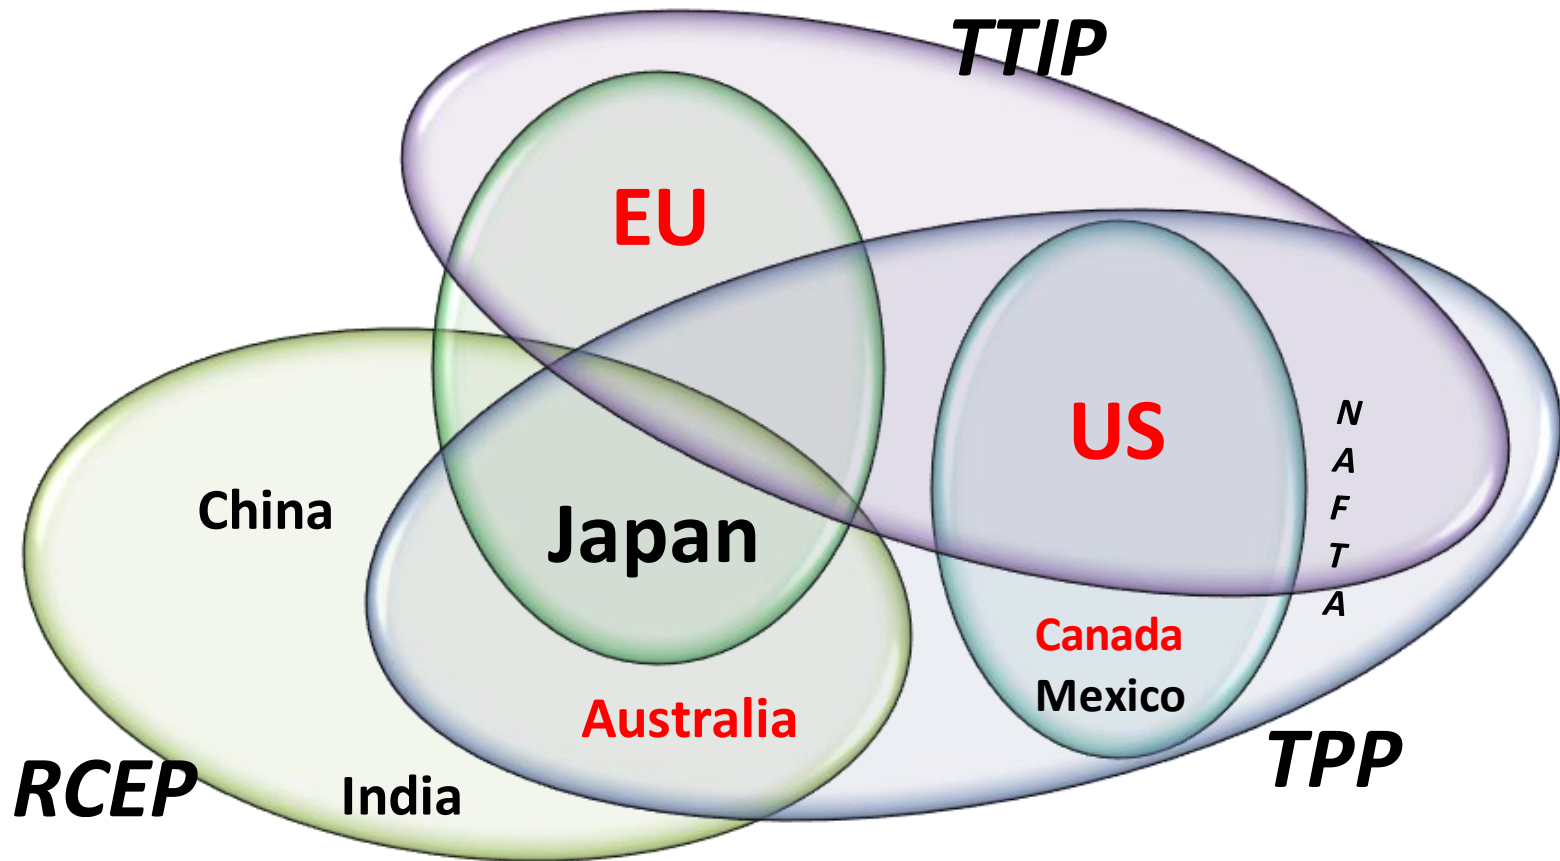 TTIP
EU
US
N
A
F
T
A
China
Japan
Canada
Mexico
Australia
TPP
RCEP
India